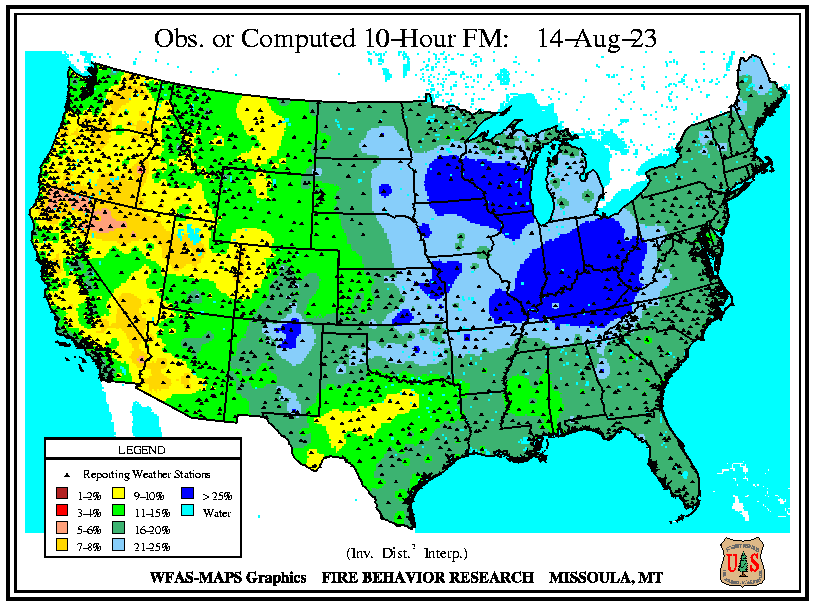 Obs. or Computed 10-Hour FM: 14-Aug-23
LEGEND
Reporting Weather Stations
1-2% 9-10% > 25%
3-4% 11-15% Water
5-6% 16-20%
7-8% 21-25%
(Inv. Dist.² Interp.)
WFAS-MAPS Graphics FIRE BEHAVIOR RESEARCH MISSOULA, MT
U S